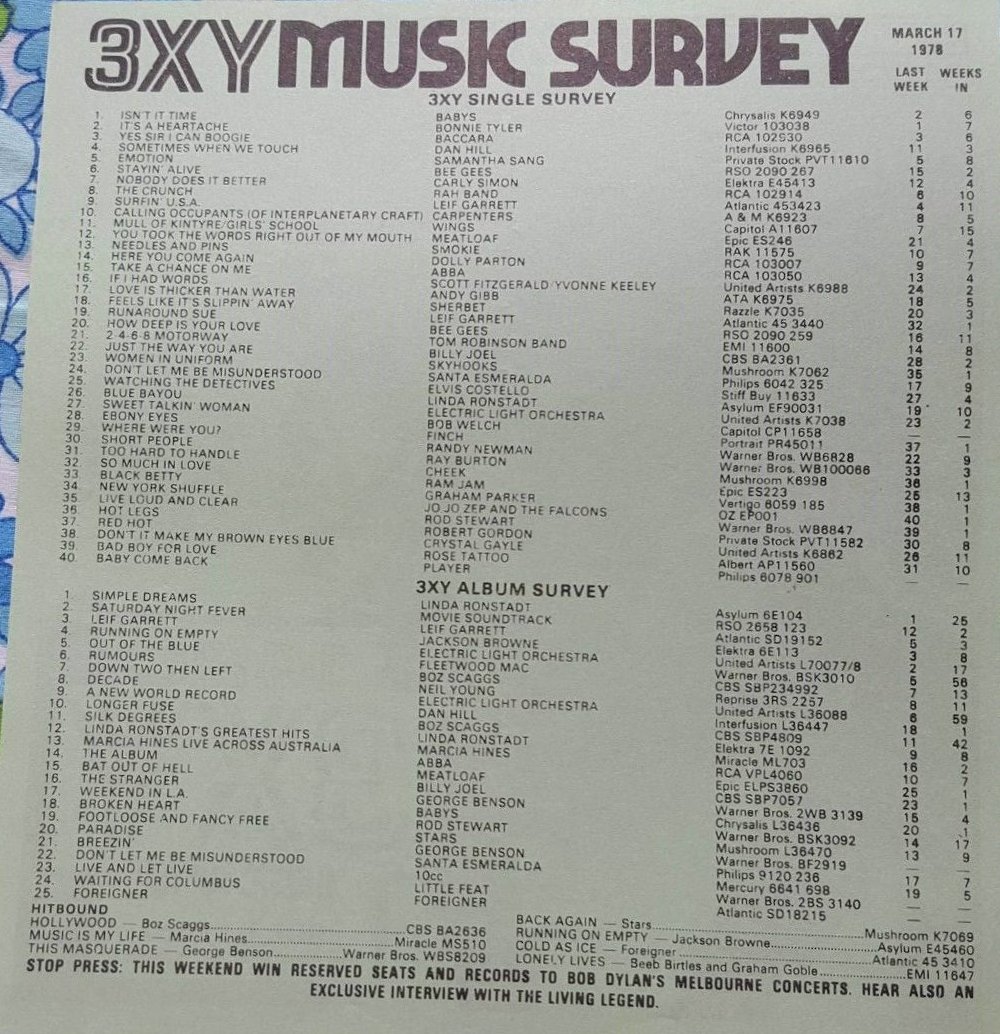 3XY MUSIC SURVEY
MARCH 17
1978
LAST WEEK WEEKS IN
3XY SINGLE SURVEY
1. ISN'T IT TIME BABYS Chrysalis K6949 2 6
2. IT'S A HEARTACHE BONNIE TYLER Victor 103038 1 7
3. YES SIR I CAN BOOGIE BACCARA RCA 102930 3 6
4. SOMETIMES WHEN WE TOUCH DAN HILL Interfusion K6965 11 3
5. EMOTION SAMANTHA SANG Private Stock PVT11610 5 8
6. STAYIN' ALIVE BEE GEES RSO 2090 267 15 2
7. NOBODY DOES IT BETTER CARLY SIMON Elektra E45413 12 4
8. THE CRUNCH RAH BAND RCA 102914 6 10
9. SURFIN' U.S.A. LEIF GARRETT Atlantic 453423 4 11
10. CALLING OCCUPANTS (OF INTERPLANETARY CRAFT) CARPENTERS A & M K6923 8 5
11. MULL OF KINTYRE/GIRLS' SCHOOL WINGS Capitol A11607 7 15
12. YOU TOOK THE WORDS RIGHT OUT OF MY MOUTH MEATLOAF Epic ES246 21 4
13. NEEDLES AND PINS SMOKIE RAK 11575 10 7
14. HERE YOU COME AGAIN DOLLY PARTON RCA 103007 9 7
15. TAKE A CHANCE ON ME ABBA RCA 103050 13 4
16. IF I HAD WORDS SCOTT FITZGERALD/YVONNE KEELEY United Artists K6988 24 2
17. LOVE IS THICKER THAN WATER ANDY GIBB ATA K6975 18 5
18. FEELS LIKE IT'S SLIPPIN' AWAY SHERBET Razzle K7035 20 3
19. RUNAROUND SUE LEIF GARRETT Atlantic 45 3440 32 1
20. HOW DEEP IS YOUR LOVE BEE GEES RSO 2090 259 16 11
21. 2-4-6-8 MOTORWAY TOM ROBINSON BAND EMI 11600 14 8
22. JUST THE WAY YOU ARE BILLY JOEL CBS BA2361 28 2
23. WOMEN IN UNIFORM SKYHOOKS Mushroom K7062 35 1
24. DON'T LET ME BE MISUNDERSTOOD SANTA ESMERALDA Philips 6042 325 17 9
25. WATCHING THE DETECTIVES ELVIS COSTELLO Stiff Buy 11633 27 4
26. BLUE BAYOU LINDA RONSTADT Asylum EF90031 19 10
27. SWEET TALKIN' WOMAN ELECTRIC LIGHT ORCHESTRA United Artists K7038 23 2
28. EBONY EYES BOB WELCH Capitol CP11658 — —
29. WHERE WERE YOU? FINCH Portrait PR45011 37 1
30. SHORT PEOPLE RANDY NEWMAN Warner Bros. WB6828 22 9
31. TOO HARD TO HANDLE RAY BURTON Warner Bros. WB100066 33 3
32. SO MUCH IN LOVE CHEEK Mushroom K6998 36 1
33. BLACK BETTY RAM JAM Epic ES223 25 13
34. NEW YORK SHUFFLE GRAHAM PARKER Vertigo 6059 185 38 1
35. LIVE LOUD AND CLEAR JO JO ZEP AND THE FALCONS OZ EP001 40 1
36. HOT LEGS ROD STEWART Warner Bros. WB6847 39 1
37. RED HOT ROBERT GORDON Private Stock PVT11582 30 8
38. DON'T IT MAKE MY BROWN EYES BLUE CRYSTAL GAYLE United Artists K6862 26 11
39. BAD BOY FOR LOVE ROSE TATTOO Albert AP11560 31 10
40. BABY COME BACK PLAYER Philips 6078 901 — —
3XY ALBUM SURVEY
1. SIMPLE DREAMS LINDA RONSTADT Asylum 6E104 1 25
2. SATURDAY NIGHT FEVER MOVIE SOUNDTRACK RSO 2658 123 12 2
3. LEIF GARRETT LEIF GARRETT Atlantic SD19152 5 3
4. RUNNING ON EMPTY JACKSON BROWNE Elektra 6E113 3 8
5. OUT OF THE BLUE ELECTRIC LIGHT ORCHESTRA United Artists L70077/8 2 17
6. RUMOURS FLEETWOOD MAC Warner Bros. BSK3010 5 56
7. DOWN TWO THEN LEFT BOZ SCAGGS CBS SBP234992 7 13
8. DECADE NEIL YOUNG Reprise 3RS 2257 8 11
9. A NEW WORLD RECORD ELECTRIC LIGHT ORCHESTRA United Artists L36088 6 59
10. LONGER FUSE DAN HILL Interfusion L36447 18 1
11. SILK DEGREES BOZ SCAGGS CBS SBP4809 11 42
12. LINDA RONSTADT'S GREATEST HITS LINDA RONSTADT Elektra 7E 1092 9 8
13. MARCIA HINES LIVE ACROSS AUSTRALIA MARCIA HINES Miracle ML703 16 2
14. THE ALBUM ABBA RCA VPL4060 10 7
15. BAT OUT OF HELL MEATLOAF Epic ELPS3860 25 1
16. THE STRANGER BILLY JOEL CBS SBP7057 23 1
17. WEEKEND IN L.A. GEORGE BENSON Warner Bros. 2WB 3139 15 4
18. BROKEN HEART BABYS Chrysalis L36436 20 1
19. FOOTLOOSE AND FANCY FREE ROD STEWART Warner Bros. BSK3092 14 17
20. PARADISE STARS Mushroom L36470 13 9
21. BREEZIN' GEORGE BENSON Warner Bros. BF2919
22. DON'T LET ME BE MISUNDERSTOOD SANTA ESMERALDA Philips 9120 236 17 7
23. LIVE AND LET LIVE 10cc Mercury 6641 698 19 5
24. WAITING FOR COLUMBUS LITTLE FEAT Warner Bros. 2BS 3140 — —
25. FOREIGNER FOREIGNER Atlantic SD18215 — —
HITBOUND
HOLLYWOOD — Boz Scaggs CBS BA2636
MUSIC IS MY LIFE — Marcia Hines Miracle MS510
THIS MASQUERADE — George Benson Warner Bros. WBS8209
BACK AGAIN — Stars Mushroom K7069
RUNNING ON EMPTY — Jackson Browne Asylum E45460
COLD AS ICE — Foreigner Atlantic 45 3410
LONELY LIVES — Beeb Birtles and Graham Goble EMI 11647
STOP PRESS: THIS WEEKEND WIN RESERVED SEATS AND RECORDS TO BOB DYLAN'S MELBOURNE CONCERTS. HEAR ALSO AN
EXCLUSIVE INTERVIEW WITH THE LIVING LEGEND.